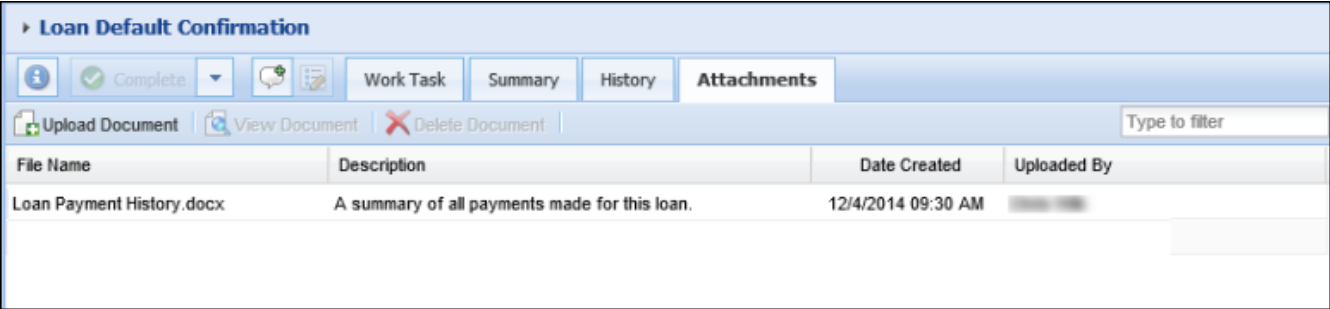 Loan Default Confirmation
Complete Work Task Summary History Attachments
Upload Document View Document Delete Document Type to filter
File Name Description Date Created Uploaded By
Loan Payment History.docx A summary of all payments made for this loan. 12/4/2014 09:30 AM